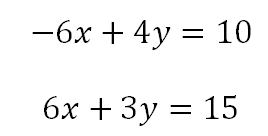 −6x + 4y = 10
6x + 3y = 15